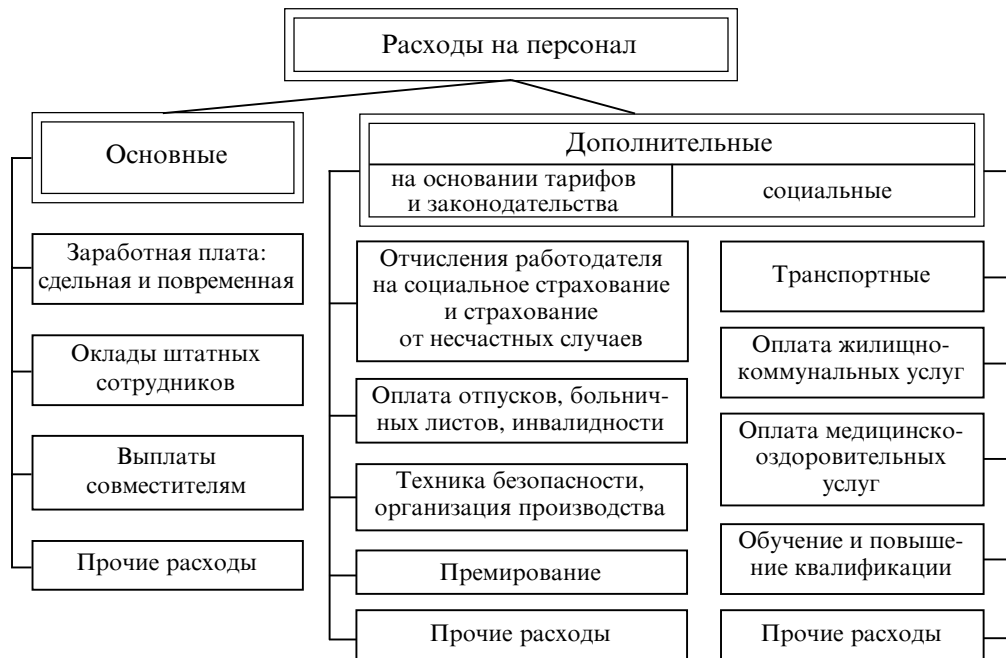 Расходы на персонал
Основные
Дополнительные
на основании тарифов
и законодательства
социальные
Заработная плата:
сдельная и повременная
Оклады штатных
сотрудников
Выплаты
совместителям
Прочие расходы
Отчисления работодателя
на социальное страхование
и страхование
от несчастных случаев
Оплата отпусков, больнич-
ных листов, инвалидности
Техника безопасности,
организация производства
Премирование
Прочие расходы
Транспортные
Оплата жилищно-
коммунальных услуг
Оплата медицинско-
оздоровительных
услуг
Обучение и повыше-
ние квалификации
Прочие расходы